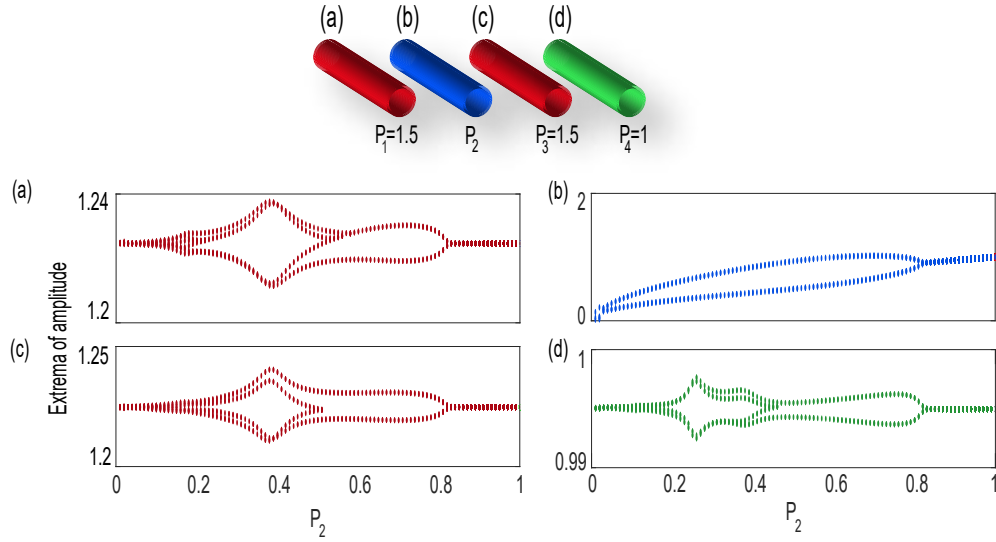 (a) (b) (c) (d)
P1=1.5 P2 P3=1.5 P4=1
(a) (b)
1.24
1.2
2
0
Extrema of amplitude
(c) (d)
1.25
1.2
1
0.99
0 0.2 0.4 0.6 0.8 1
0 0.2 0.4 0.6 0.8 1
P2 P2